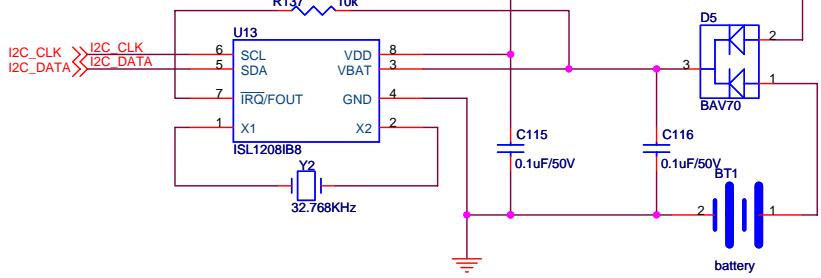 R137 10k
D5
U13
I2C_CLK I2C_CLK 6 SCL VDD 8 2
I2C_DATA I2C_DATA 5 SDA VBAT 3 3
1
7 IRQ/FOUT GND 4
BAV70
1 X1 X2 2
C115 C116
ISL1208IB8
0.1uF/50V 0.1uF/50V
Y2
BT1
32.768KHz
2 1
battery